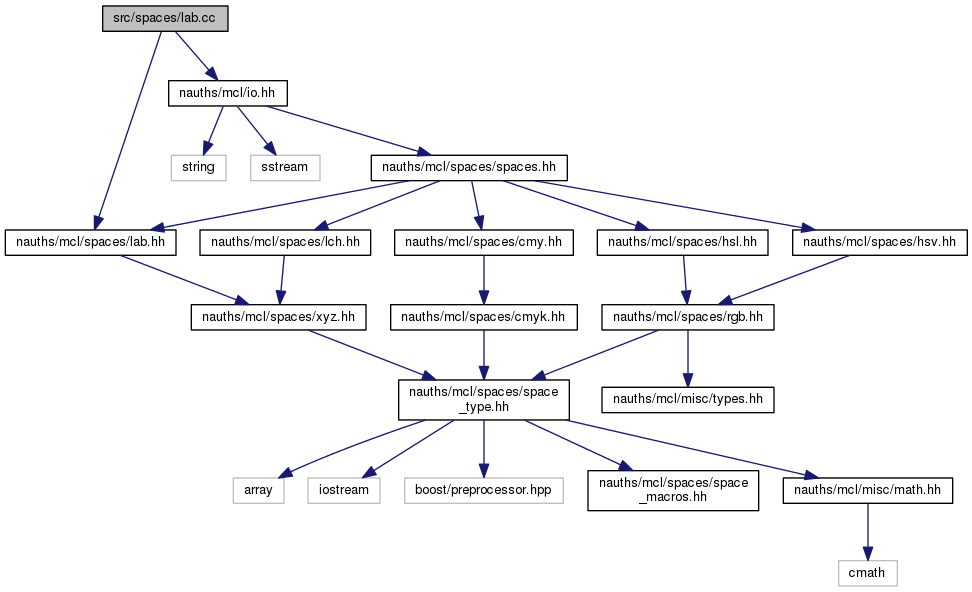 src/spaces/lab.cc
nauths/mcl/io.hh
string
sstream
nauths/mcl/spaces/spaces.hh
nauths/mcl/spaces/lab.hh
nauths/mcl/spaces/lch.hh
nauths/mcl/spaces/cmy.hh
nauths/mcl/spaces/hsl.hh
nauths/mcl/spaces/hsv.hh
nauths/mcl/spaces/xyz.hh
nauths/mcl/spaces/cmyk.hh
nauths/mcl/spaces/rgb.hh
nauths/mcl/spaces/space
_type.hh
nauths/mcl/misc/types.hh
array
iostream
boost/preprocessor.hpp
nauths/mcl/spaces/space
_macros.hh
nauths/mcl/misc/math.hh
cmath